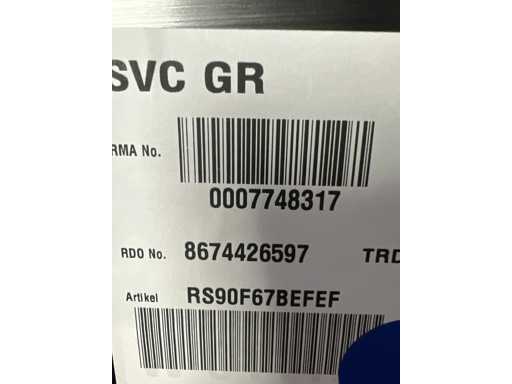 SVC GR
RMA No.
0007748317
RDO No. 8674426597 TRD
Artikel RS90F67BEFEF